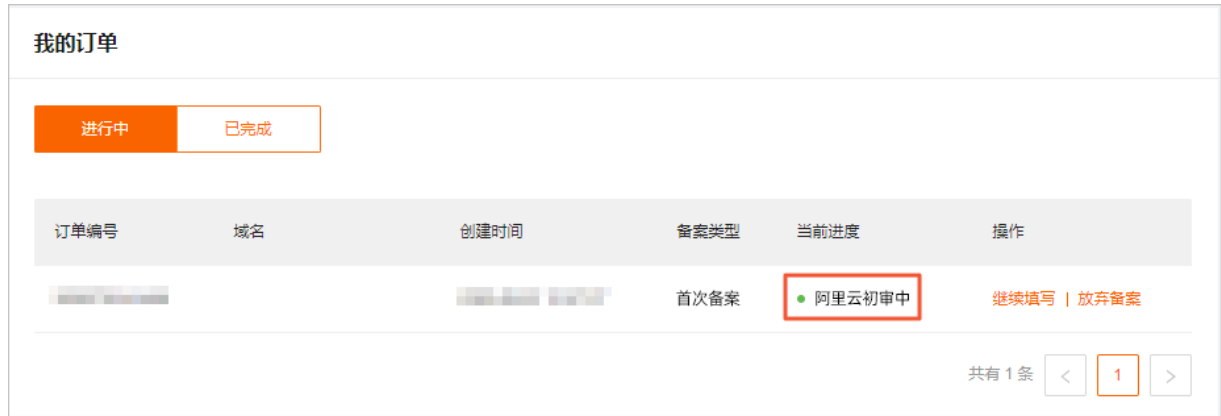 我的订单
进行中 已完成
订单编号 域名 创建时间 备案类型 当前进度 操作
首次备案 阿里云初审中 继续填写 | 放弃备案
共有 1 条 < 1 >